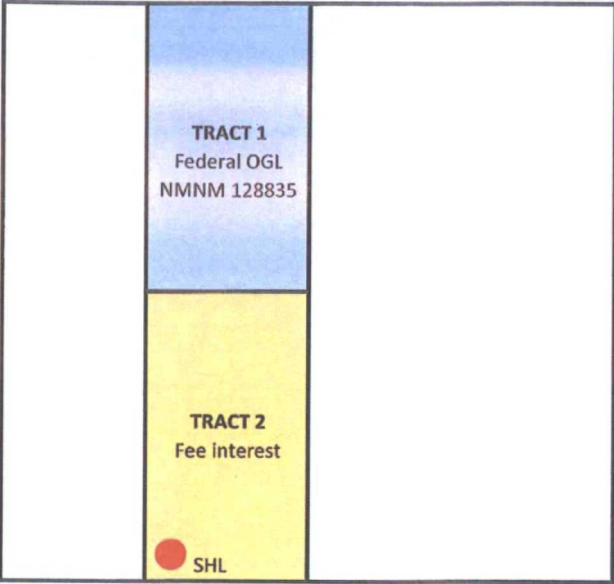 TRACT 1
Federal OGL
NMNM 128835
TRACT 2
Fee interest
SHL